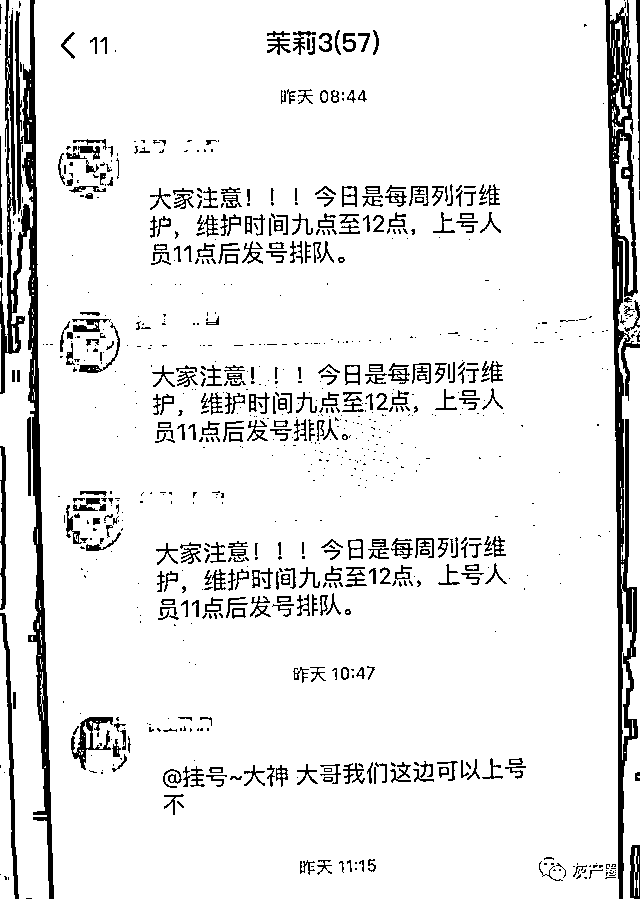 11
茉莉3(57)
昨天 08:44
大家注意！！！今日是每周列行维
护，维护时间九点至12点，上号人
员11点后发号排队。
大家注意！！！今日是每周列行维
护，维护时间九点至12点，上号人
员11点后发号排队。
大家注意！！！今日是每周列行维
护，维护时间九点至12点，上号人
员11点后发号排队。
昨天 10:47
@挂号~大神 大哥我们这边可以上号
不
昨天 11:15
灰产圈